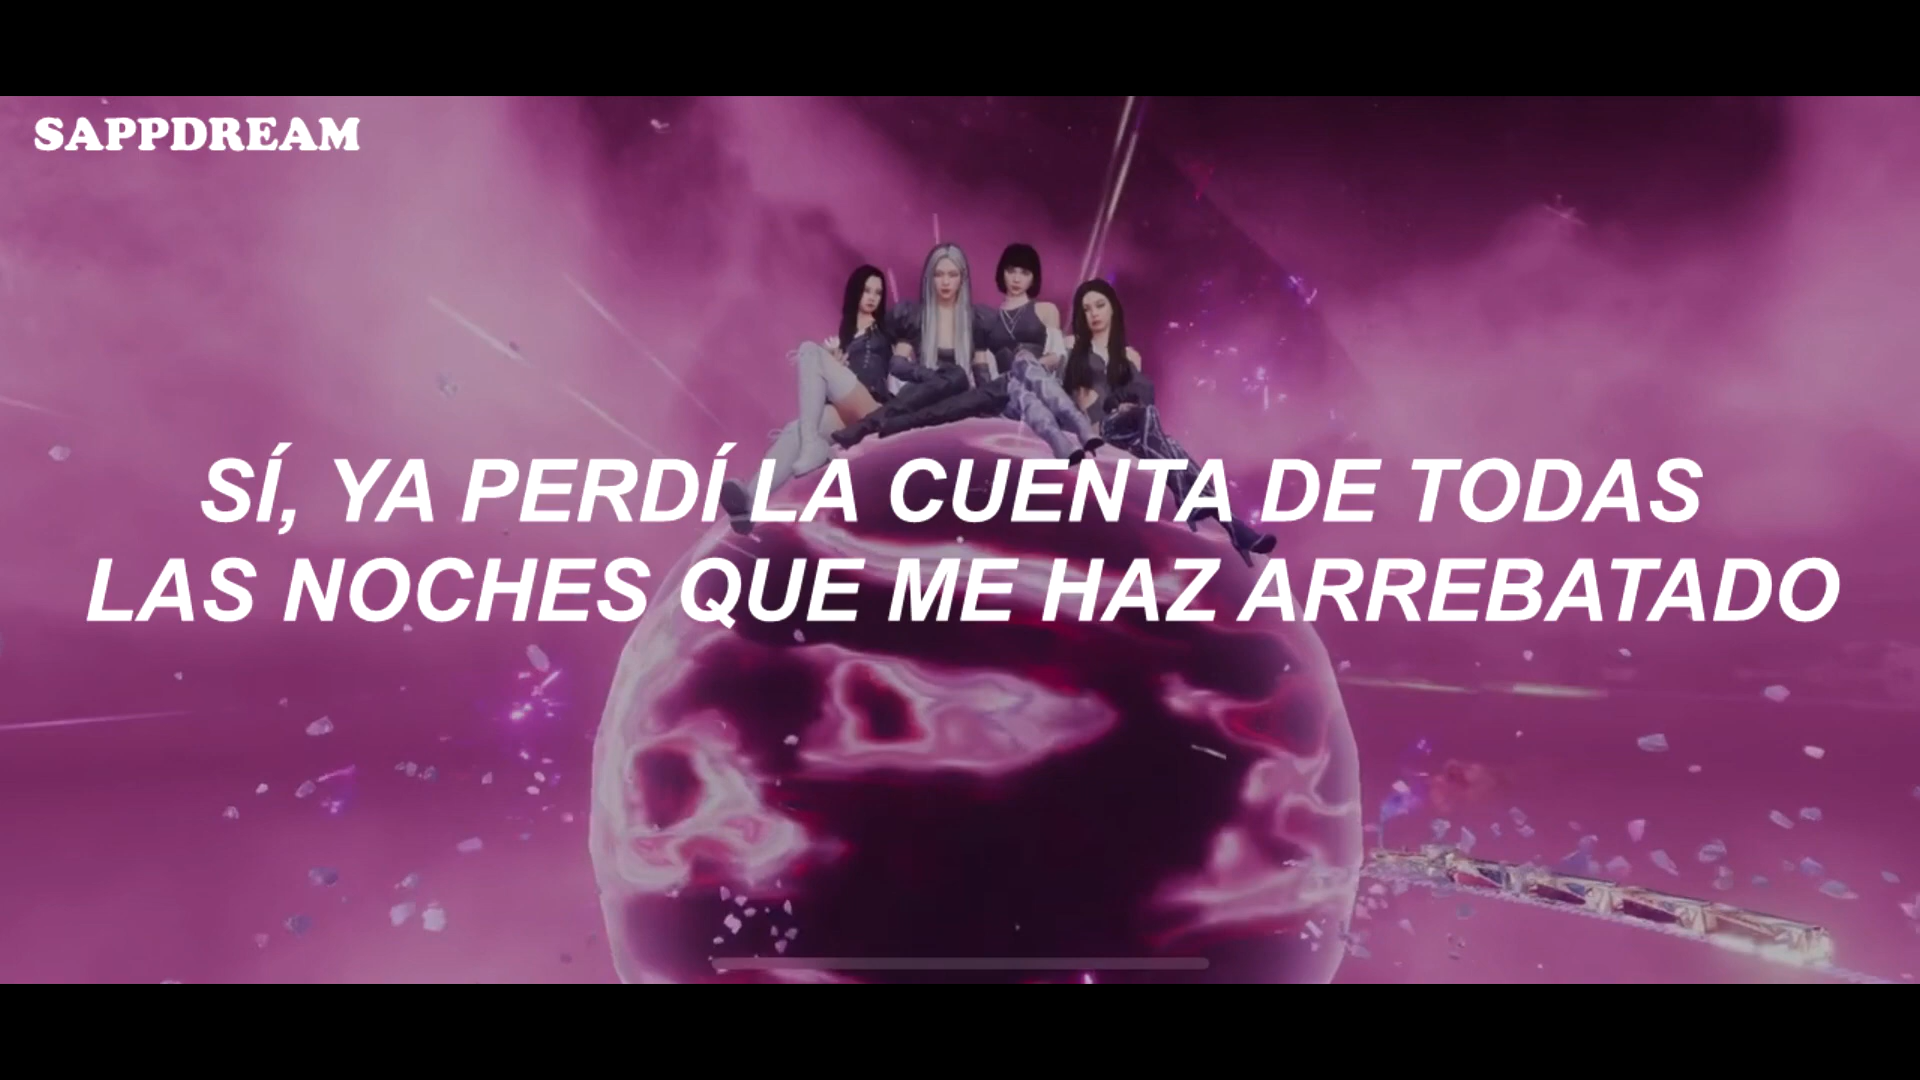 SAPPDREAM
SÍ, YA PERDÍ LA CUENTA DE TODAS
LAS NOCHES QUE ME HAZ ARREBATADO